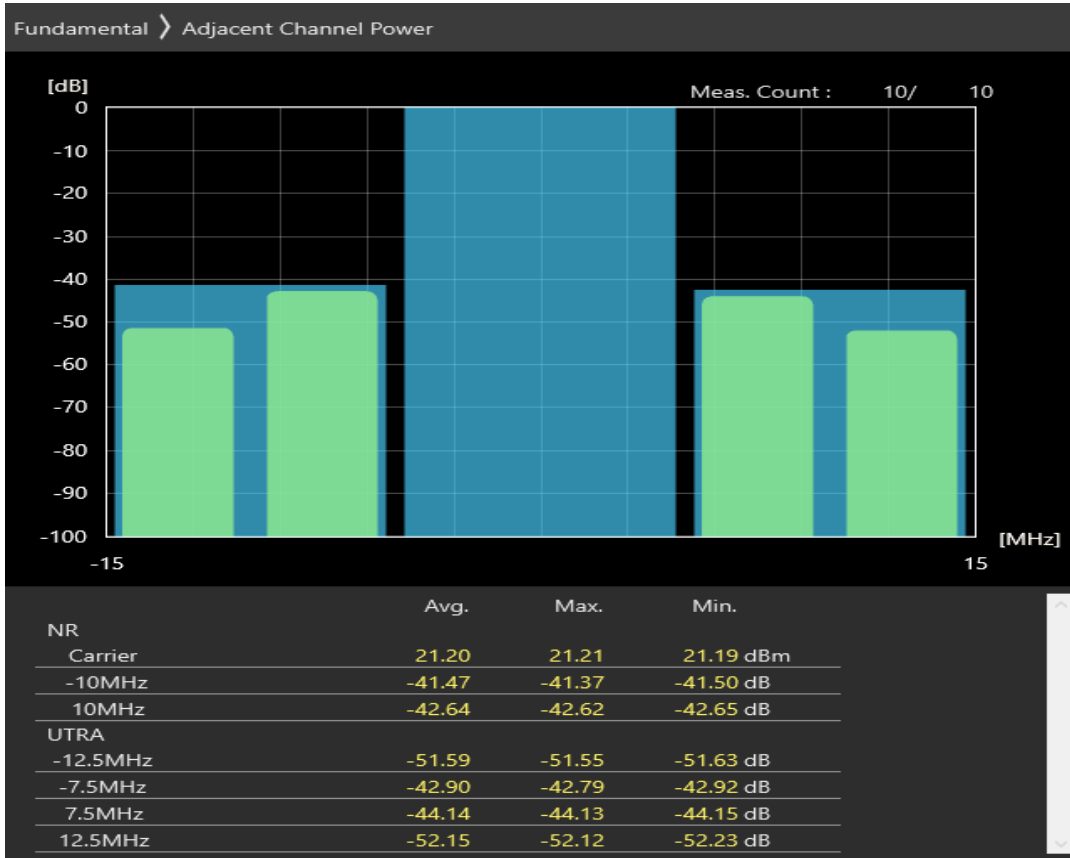 Fundamental ❯ Adjacent Channel Power
[dB]
Meas. Count : 10/ 10
0
-10
-20
-30
-40
-50
-60
-70
-80
-90
-100
[MHz]
-15 15
Avg. Max. Min.
NR
Carrier 21.20 21.21 21.19 dBm
-10MHz -41.47 -41.37 -41.50 dB
10MHz -42.64 -42.62 -42.65 dB
UTRA
-12.5MHz -51.59 -51.55 -51.63 dB
-7.5MHz -42.90 -42.79 -42.92 dB
7.5MHz -44.14 -44.13 -44.15 dB
12.5MHz -52.15 -52.12 -52.23 dB